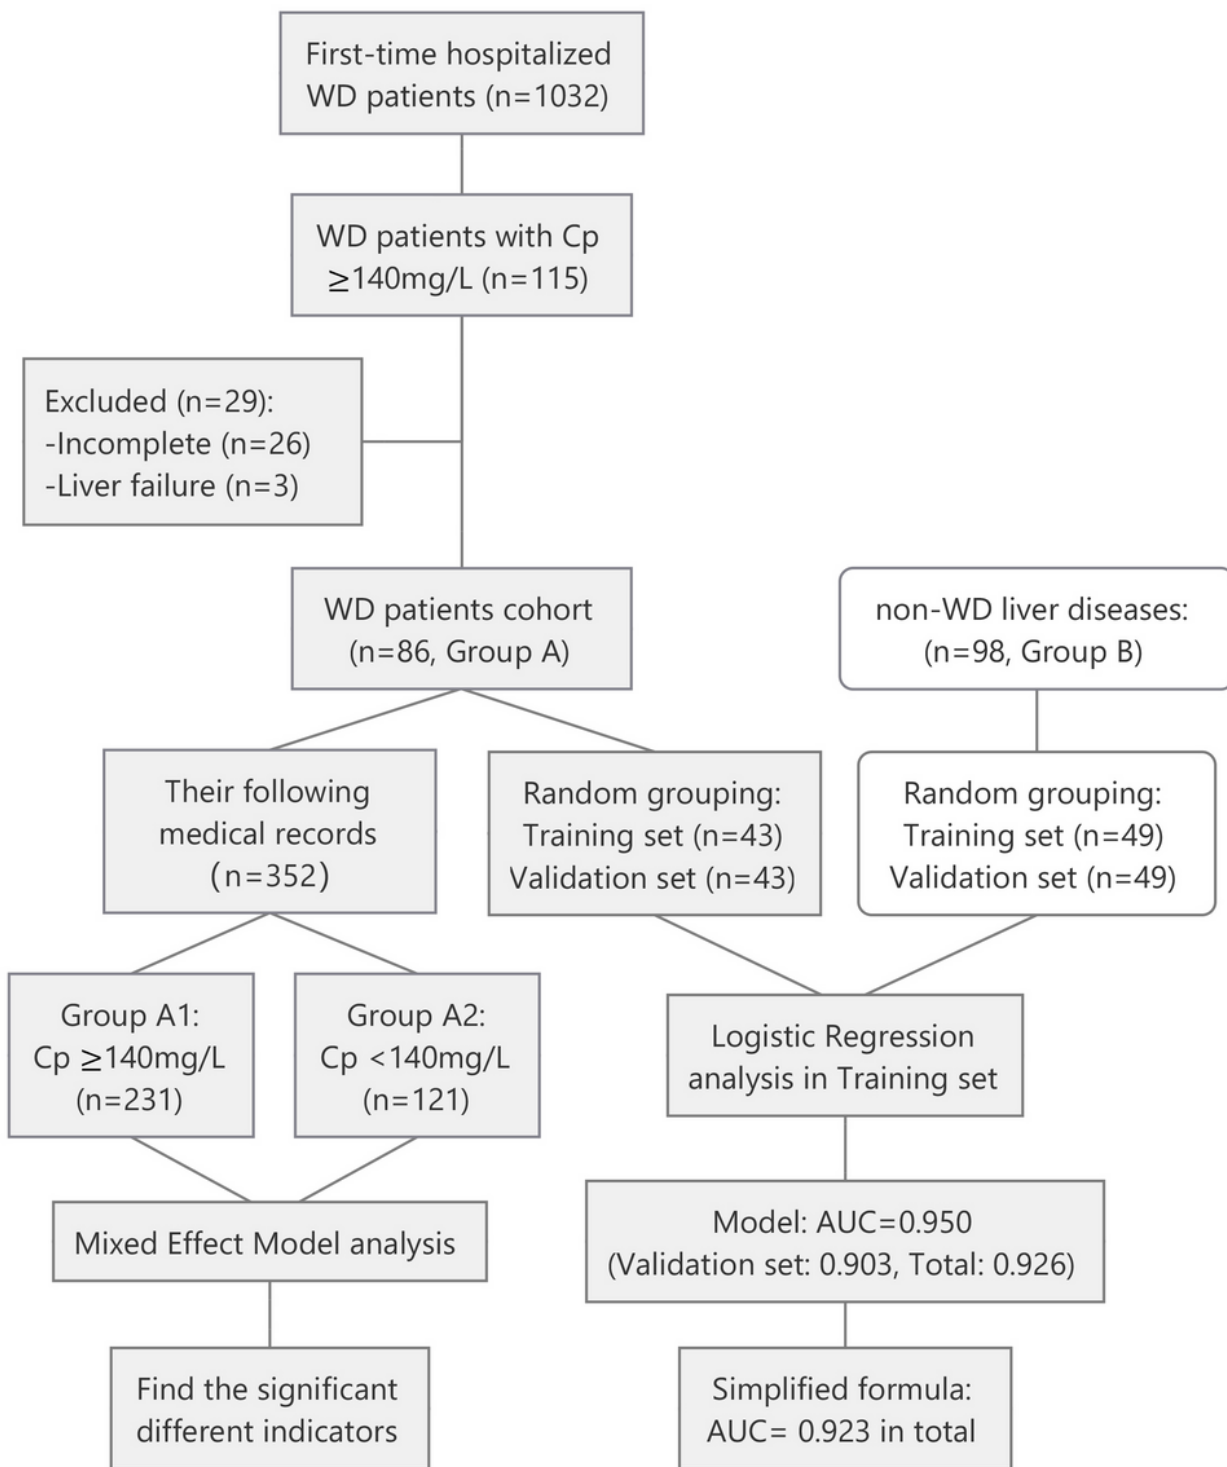 First-time hospitalized
WD patients (n=1032)
WD patients with Cp
≥140mg/L (n=115)
Excluded (n=29):
-Incomplete (n=26)
-Liver failure (n=3)
WD patients cohort
(n=86, Group A)
non-WD liver diseases:
(n=98, Group B)
Their following
medical records
(n=352)
Random grouping:
Training set (n=43)
Validation set (n=43)
Random grouping:
Training set (n=49)
Validation set (n=49)
Group A1:
Cp ≥140mg/L
(n=231)
Group A2:
Cp <140mg/L
(n=121)
Logistic Regression
analysis in Training set
Mixed Effect Model analysis
Model: AUC=0.950
(Validation set: 0.903, Total: 0.926)
Find the significant
different indicators
Simplified formula:
AUC= 0.923 in total